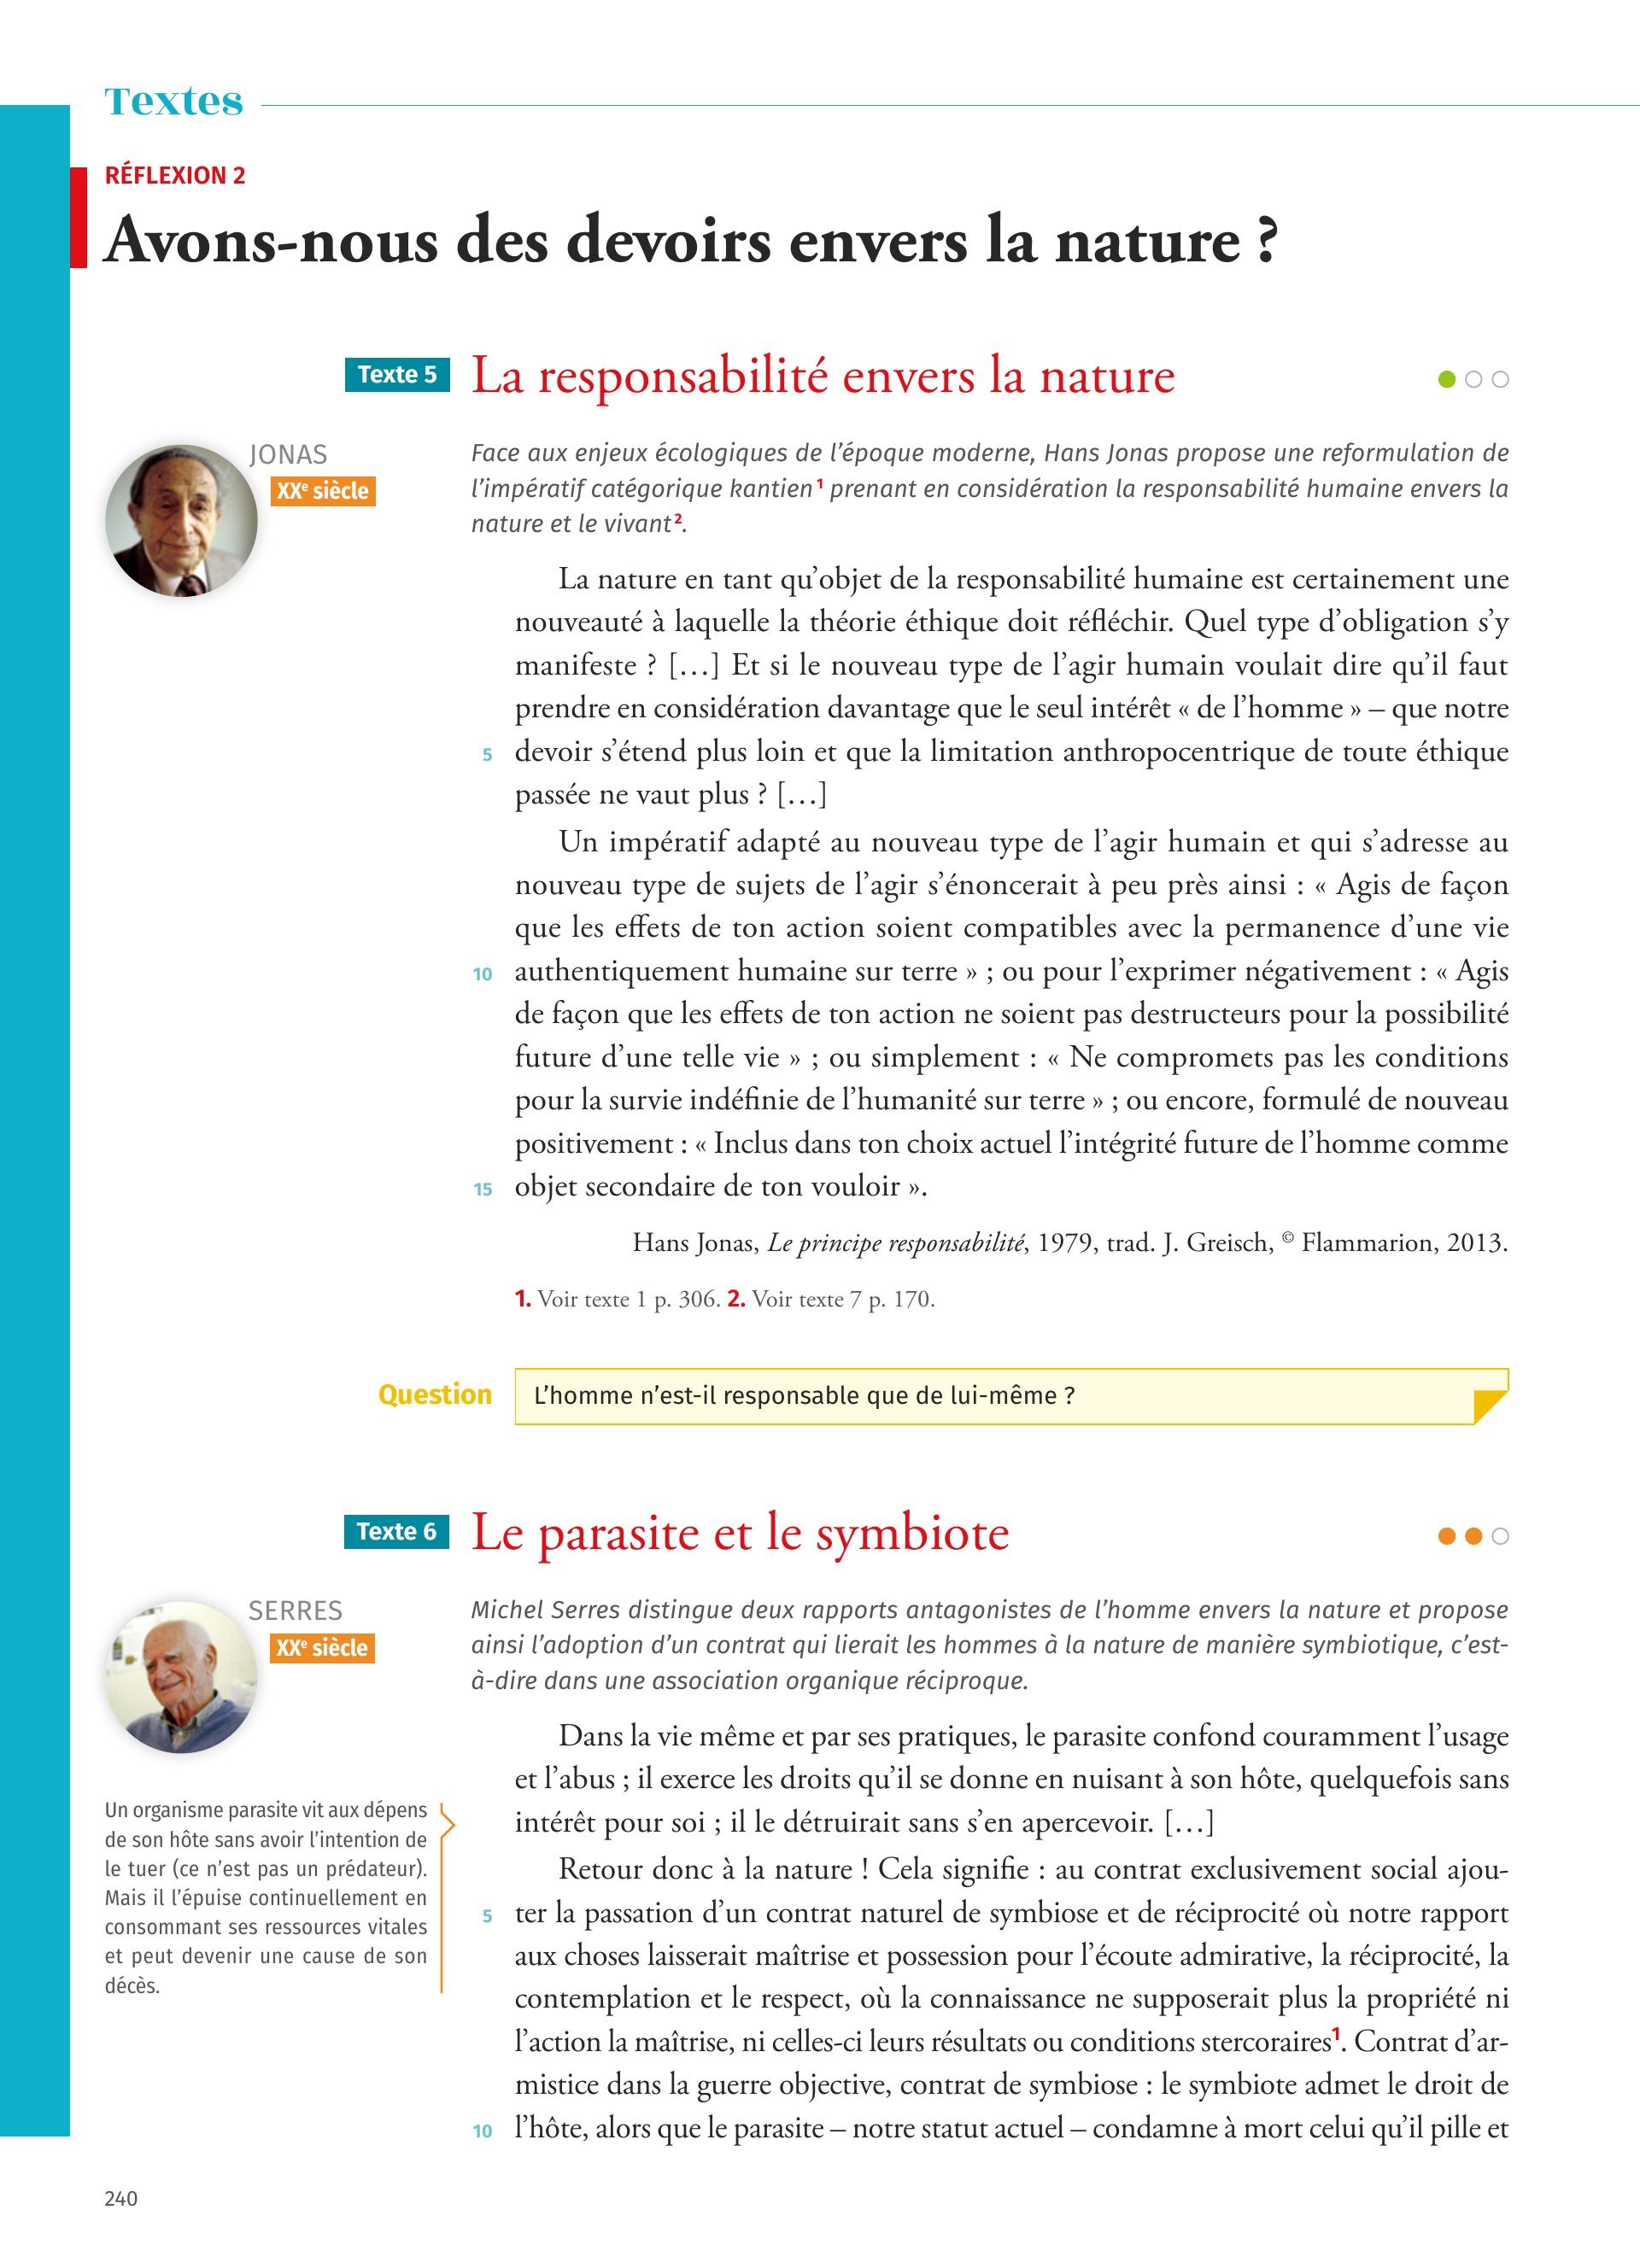 Textes
RÉFLEXION 2
Avons-nous des devoirs envers la nature ?
Texte 5 La responsabilité envers la nature
JONAS
XXe siècle
Face aux enjeux écologiques de l’époque moderne, Hans Jonas propose une reformulation de
l’impératif catégorique kantien1 prenant en considération la responsabilité humaine envers la
nature et le vivant2.
La nature en tant qu’objet de la responsabilité humaine est certainement une
nouveauté à laquelle la théorie éthique doit réfléchir. Quel type d’obligation s’y
manifeste ? […] Et si le nouveau type de l’agir humain voulait dire qu’il faut
prendre en considération davantage que le seul intérêt « de l’homme » – que notre
5 devoir s’étend plus loin et que la limitation anthropocentrique de toute éthique
passée ne vaut plus ? […]
Un impératif adapté au nouveau type de l’agir humain et qui s’adresse au
nouveau type de sujets de l’agir s’énoncerait à peu près ainsi : « Agis de façon
que les effets de ton action soient compatibles avec la permanence d’une vie
10 authentiquement humaine sur terre » ; ou pour l’exprimer négativement : « Agis
de façon que les effets de ton action ne soient pas destructeurs pour la possibilité
future d’une telle vie » ; ou simplement : « Ne compromets pas les conditions
pour la survie indéfinie de l’humanité sur terre » ; ou encore, formulé de nouveau
positivement : « Inclus dans ton choix actuel l’intégrité future de l’homme comme
15 objet secondaire de ton vouloir ».
Hans Jonas, Le principe responsabilité, 1979, trad. J. Greisch, © Flammarion, 2013.
1. Voir texte 1 p. 306. 2. Voir texte 7 p. 170.
Question L’homme n’est-il responsable que de lui-même ?
Texte 6 Le parasite et le symbiote
SERRES
XXe siècle
Michel Serres distingue deux rapports antagonistes de l’homme envers la nature et propose
ainsi l’adoption d’un contrat qui lierait les hommes à la nature de manière symbiotique, c’est-
à-dire dans une association organique réciproque.
Dans la vie même et par ses pratiques, le parasite confond couramment l’usage
et l’abus ; il exerce les droits qu’il se donne en nuisant à son hôte, quelquefois sans
intérêt pour soi ; il le détruirait sans s’en apercevoir. […]
Retour donc à la nature ! Cela signifie : au contrat exclusivement social ajou-
5 ter la passation d’un contrat naturel de symbiose et de réciprocité où notre rapport
aux choses laisserait maîtrise et possession pour l’écoute admirative, la réciprocité, la
contemplation et le respect, où la connaissance ne supposerait plus la propriété ni
l’action la maîtrise, ni celles-ci leurs résultats ou conditions stercoraires1. Contrat d’ar-
mistice dans la guerre objective, contrat de symbiose : le symbiote admet le droit de
10 l’hôte, alors que le parasite – notre statut actuel – condamne à mort celui qu’il pille et
Un organisme parasite vit aux dépens
de son hôte sans avoir l’intention de
le tuer (ce n’est pas un prédateur).
Mais il l’épuise continuellement en
consommant ses ressources vitales
et peut devenir une cause de son
décès.
240